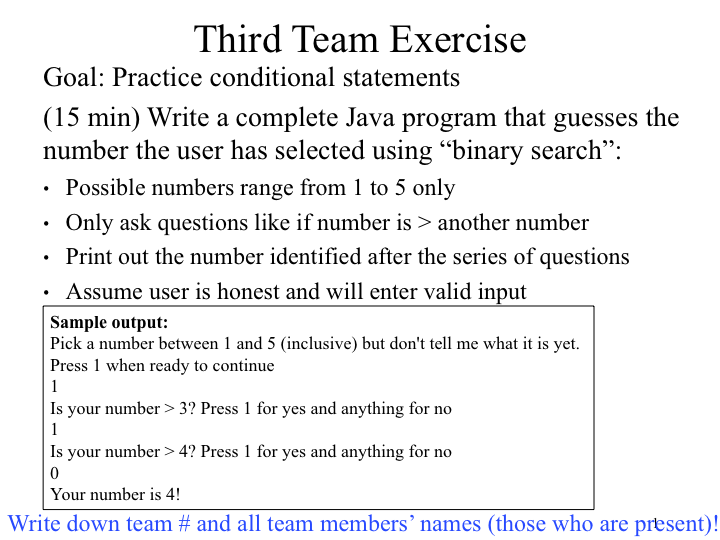 Third Team Exercise
Goal: Practice conditional statements
(15 min) Write a complete Java program that guesses the
number the user has selected using “binary search”:
• Possible numbers range from 1 to 5 only
• Only ask questions like if number is > another number
• Print out the number identified after the series of questions
• Assume user is honest and will enter valid input
Sample output:
Pick a number between 1 and 5 (inclusive) but don't tell me what it is yet.
Press 1 when ready to continue
1
Is your number > 3? Press 1 for yes and anything for no
1
Is your number > 4? Press 1 for yes and anything for no
0
Your number is 4!
Write down team # and all team members’ names (those who are present)!
1